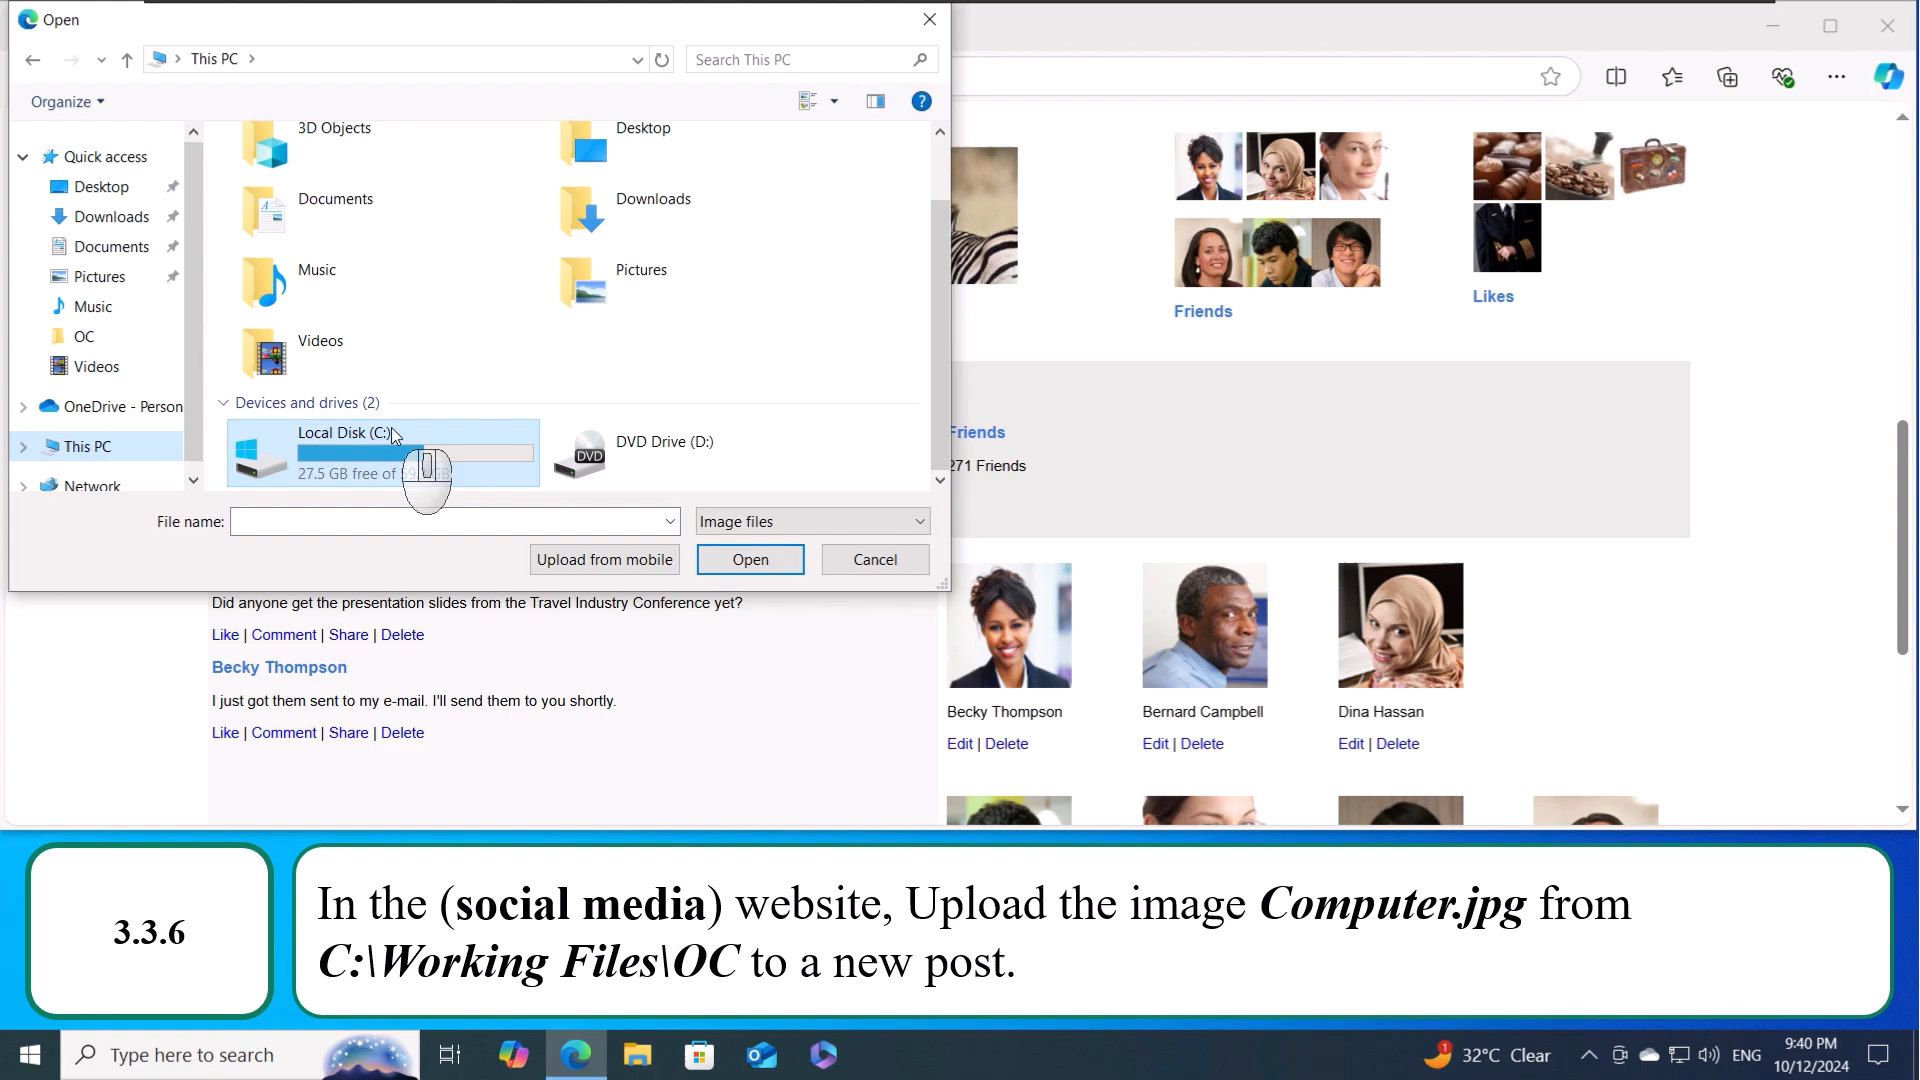 Open
This PC
Search This PC
Organize
Quick access
Desktop
Downloads
Documents
Pictures
Music
OC
Videos
OneDrive - Person
This PC
Network
3D Objects
Desktop
Documents
Downloads
Music
Pictures
Videos
Devices and drives (2)
Local Disk (C:)
27.5 GB free of
DVD Drive (D:)
DVD
File name:
Image files
Upload from mobile
Open
Cancel
Friends
Likes
Friends
271 Friends
Did anyone get the presentation slides from the Travel Industry Conference yet?
Like | Comment | Share | Delete
Becky Thompson
I just got them sent to my e-mail. I'll send them to you shortly.
Like | Comment | Share | Delete
Becky Thompson
Edit | Delete
Bernard Campbell
Edit | Delete
Dina Hassan
Edit | Delete
3.3.6
In the (social media) website, Upload the image Computer.jpg from
C:\Working Files\OC to a new post.
Type here to search
1
32°C Clear
ENG
9:40 PM
10/12/2024